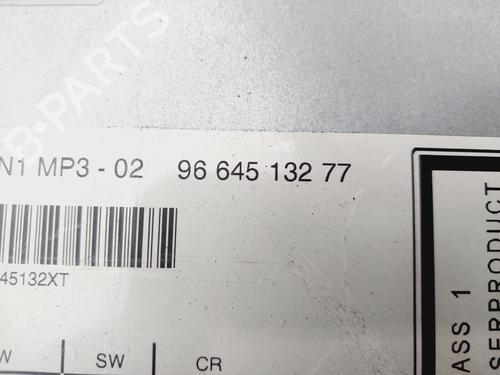 B-PARTS
N1 MP3 - 02 96 645 132 77
45132XT
W SW CR
ASS 1
SERPRODUCT